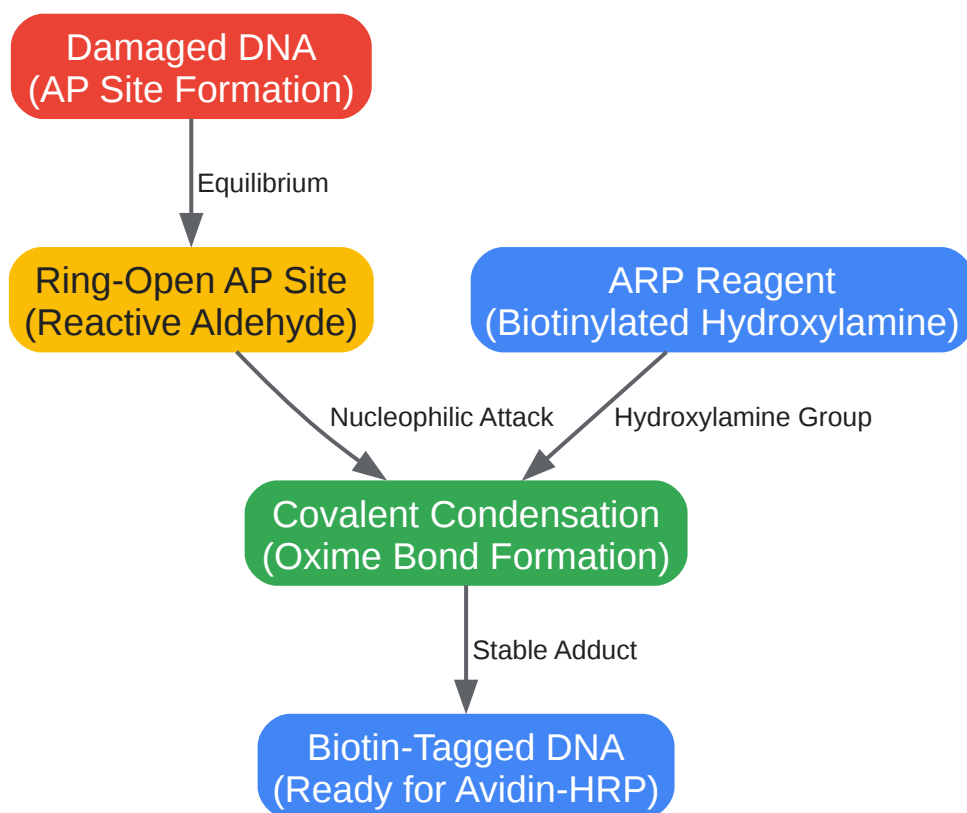 Damaged DNA
(AP Site Formation)
Equilibrium
Ring-Open AP Site
(Reactive Aldehyde)
ARP Reagent
(Biotinylated Hydroxylamine)
Nucleophilic Attack
Hydroxylamine Group
Covalent Condensation
(Oxime Bond Formation)
Stable Adduct
Biotin-Tagged DNA
(Ready for Avidin-HRP)